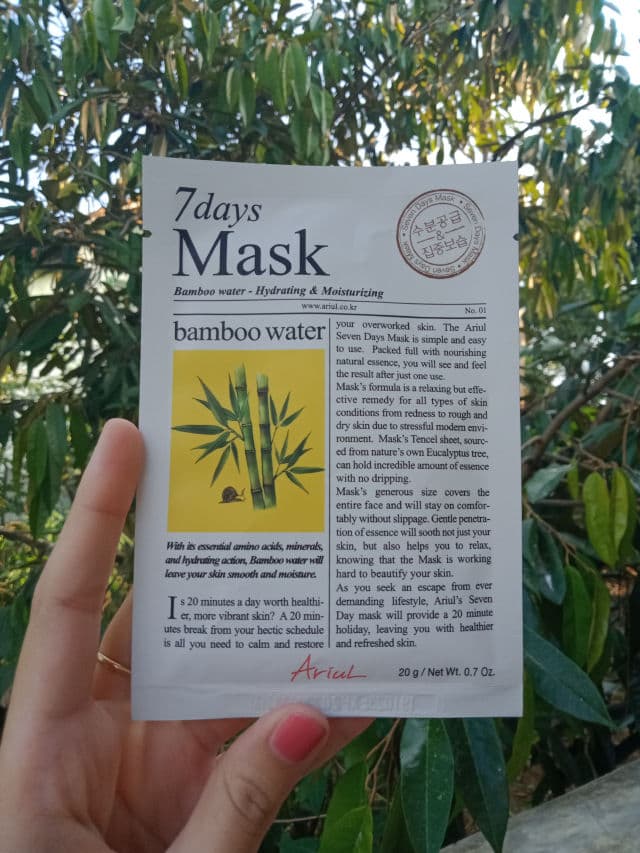 7days
Mask
Seven Days Mask • Seven Days Mask • Seven Days Mask •
수분공급
&
집중보습
Bamboo water - Hydrating & Moisturizing
www.ariul.co.kr
No. 01
bamboo water
With its essential amino acids, minerals,
and hydrating action, Bamboo water will
leave your skin smooth and moisture.
Is 20 minutes a day worth healthi-
er, more vibrant skin? A 20 min-
utes break from your hectic schedule
is all you need to calm and restore
your overworked skin. The Ariul
Seven Days Mask is simple and easy
to use. Packed full with nourishing
natural essence, you will see and feel
the result after just one use.
Mask's formula is a relaxing but effe-
ctive remedy for all types of skin
conditions from redness to rough and
dry skin due to stressful modern envi-
ronment. Mask's Tencel sheet, sourc-
ed from nature's own Eucalyptus tree,
can hold incredible amount of essence
with no dripping.
Mask's generous size covers the
entire face and will stay on comfor-
tably without slippage. Gentle penetra-
tion of essence will sooth not just your
skin, but also helps you to relax,
knowing that the Mask is working
hard to beautify your skin.
As you seek an escape from ever
demanding lifestyle, Ariul's Seven
Day mask will provide a 20 minute
holiday, leaving you with healthier
and refreshed skin.
Ariul
20 g / Net Wt. 0.7 Oz.